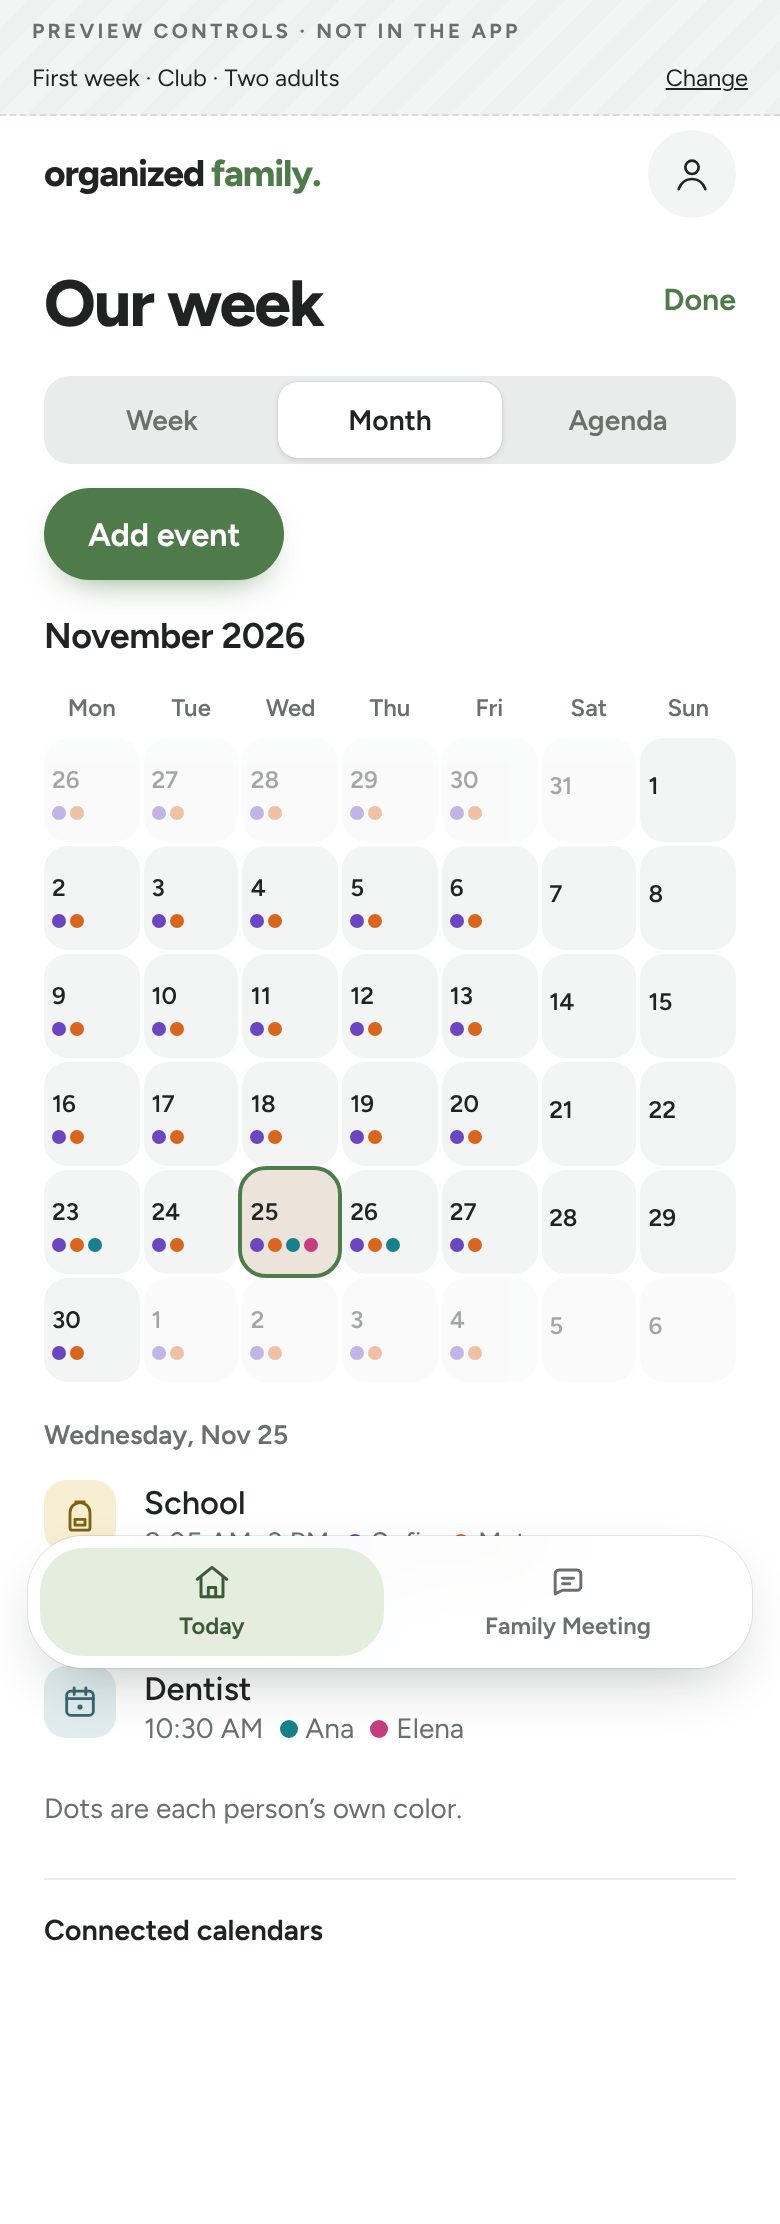 PREVIEW CONTROLS · NOT IN THE APP
First week · Club · Two adults
Change
organized family.
Our week
Done
Week Month Agenda
Add event
November 2026
Mon Tue Wed Thu Fri Sat Sun
26 27 28 29 30 31 1
2 3 4 5 6 7 8
9 10 11 12 13 14 15
16 17 18 19 20 21 22
23 24 25 26 27 28 29
30 1 2 3 4 5 6
Wednesday, Nov 25
School
Today Family Meeting
Dentist
10:30 AM Ana Elena
Dots are each person’s own color.
Connected calendars